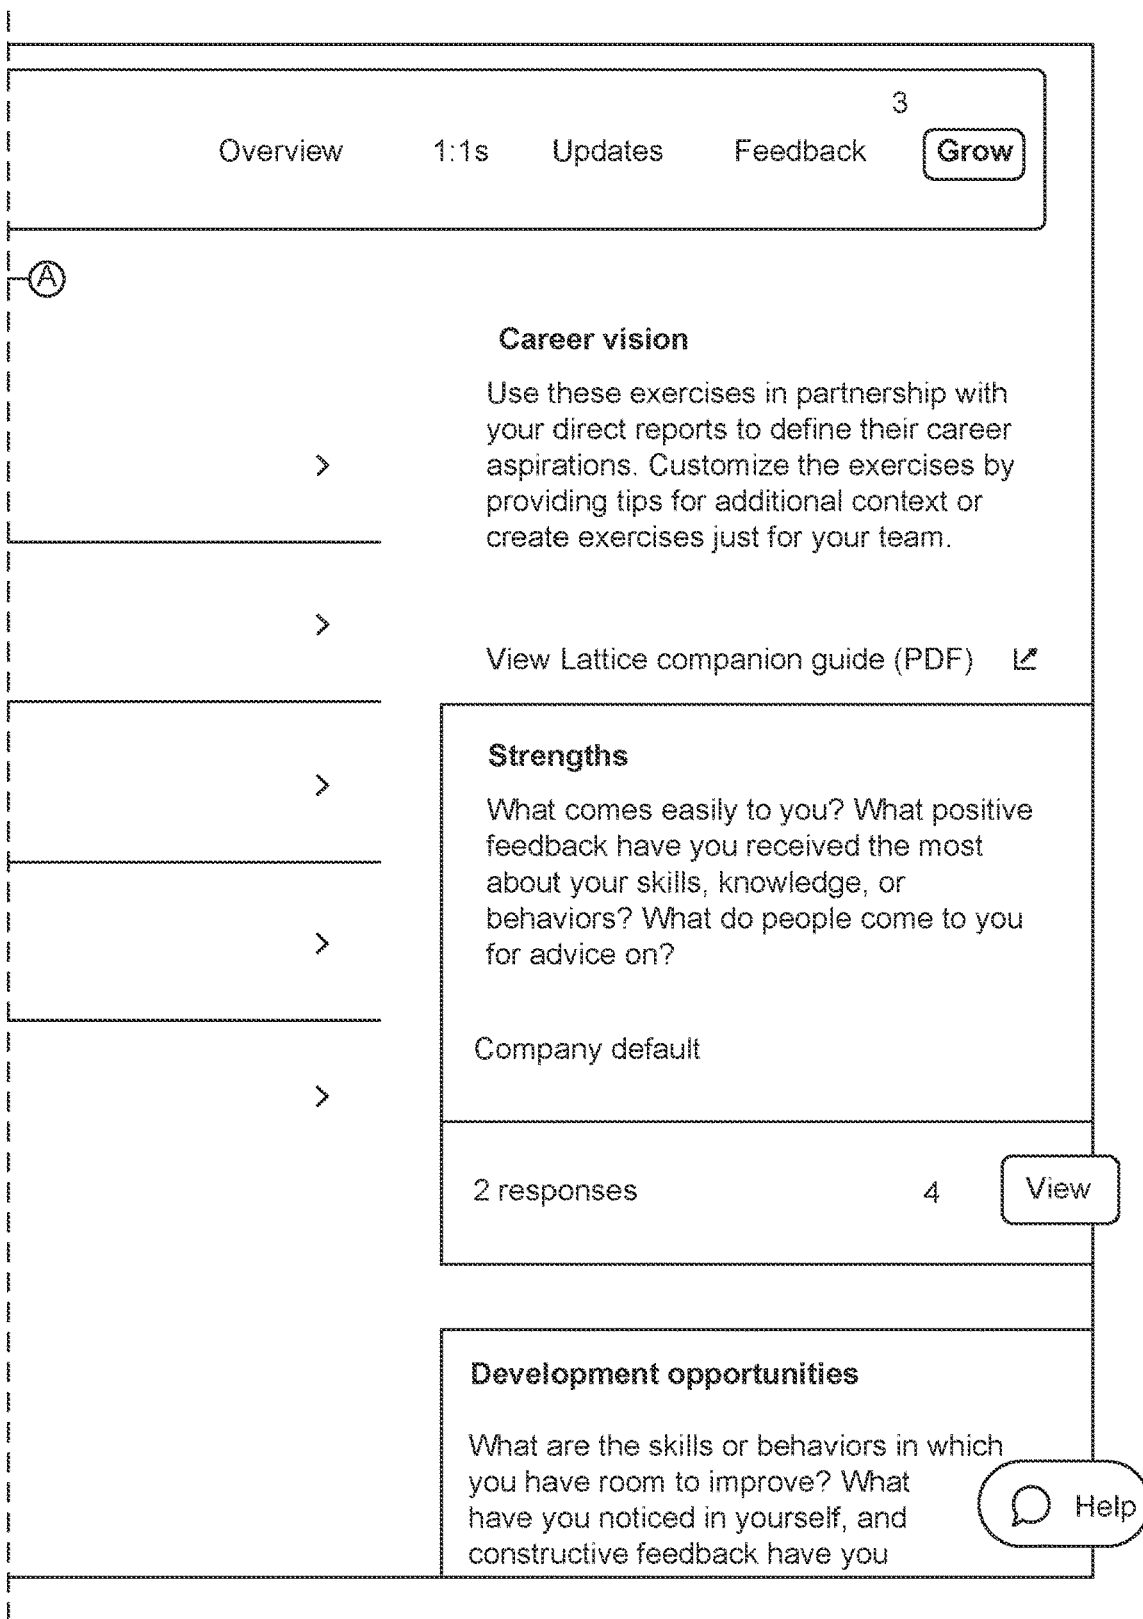 3
Overview 1:1s Updates Feedback Grow
A
Career vision
Use these exercises in partnership with
your direct reports to define their career
aspirations. Customize the exercises by
providing tips for additional context or
create exercises just for your team.
View Lattice companion guide (PDF)
Strengths
What comes easily to you? What positive
feedback have you received the most
about your skills, knowledge, or
behaviors? What do people come to you
for advice on?
Company default
2 responses 4 View
Development opportunities
What are the skills or behaviors in which
you have room to improve? What
have you noticed in yourself, and
constructive feedback have you
Help